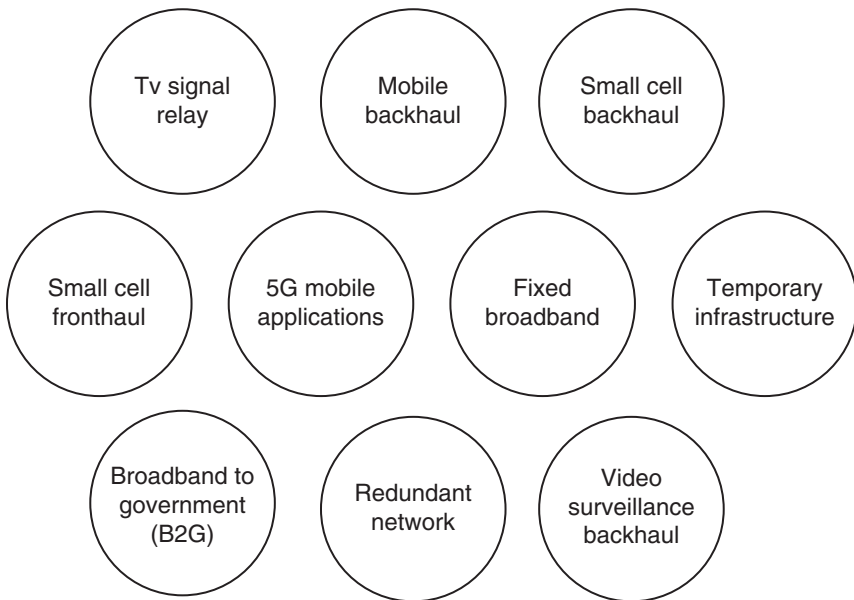 Tv signal
relay
Mobile
backhaul
Small cell
backhaul
Small cell
fronthaul
5G mobile
applications
Fixed
broadband
Temporary
infrastructure
Broadband to
government
(B2G)
Redundant
network
Video
surveillance
backhaul